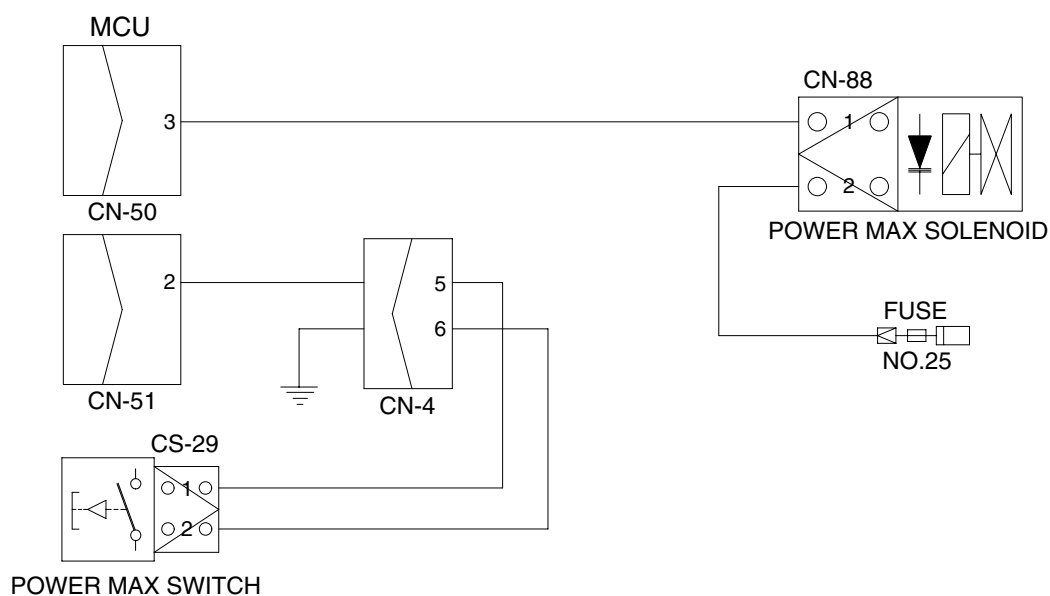 MCU
3
CN-50
CN-88
1
2
POWER MAX SOLENOID
2
CN-51
5
6
CN-4
FUSE
NO.25
CS-29
1
2
POWER MAX SWITCH